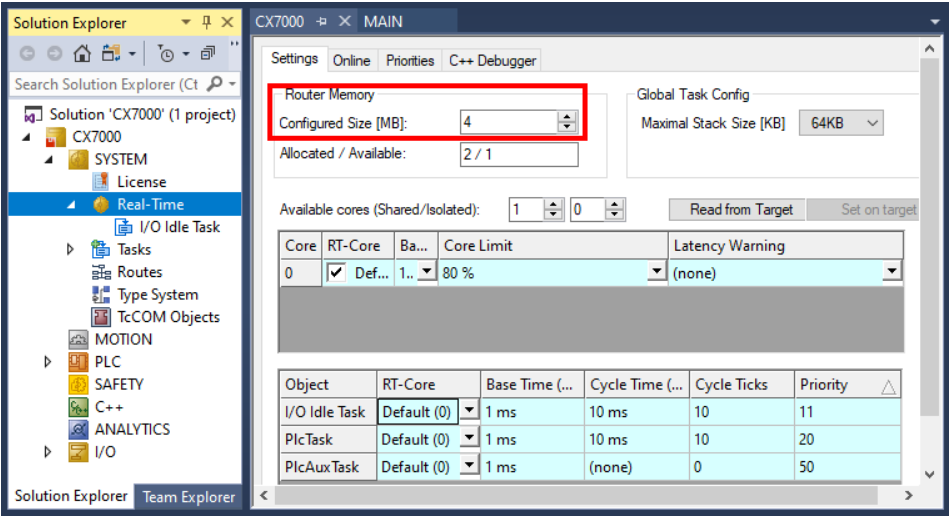 Solution Explorer
Search Solution Explorer (Ct
Solution 'CX7000' (1 project)
CX7000
SYSTEM
License
Real-Time
I/O Idle Task
Tasks
Routes
Type System
TcCOM Objects
MOTION
PLC
SAFETY
C++
ANALYTICS
I/O
Solution Explorer Team Explorer
CX7000 MAIN
Settings Online Priorities C++ Debugger
Router Memory
Configured Size [MB]: 4
Allocated / Available: 2 / 1
Global Task Config
Maximal Stack Size [KB] 64KB
Available cores (Shared/Isolated): 1 0 Read from Target Set on target
Core RT-Core Ba... Core Limit Latency Warning
0 Def... 1.. 80 % (none)
Object RT-Core Base Time (... Cycle Time (... Cycle Ticks Priority
I/O Idle Task Default (0) 1 ms 10 ms 10 11
PlcTask Default (0) 1 ms 10 ms 10 20
PlcAuxTask Default (0) 1 ms (none) 0 50